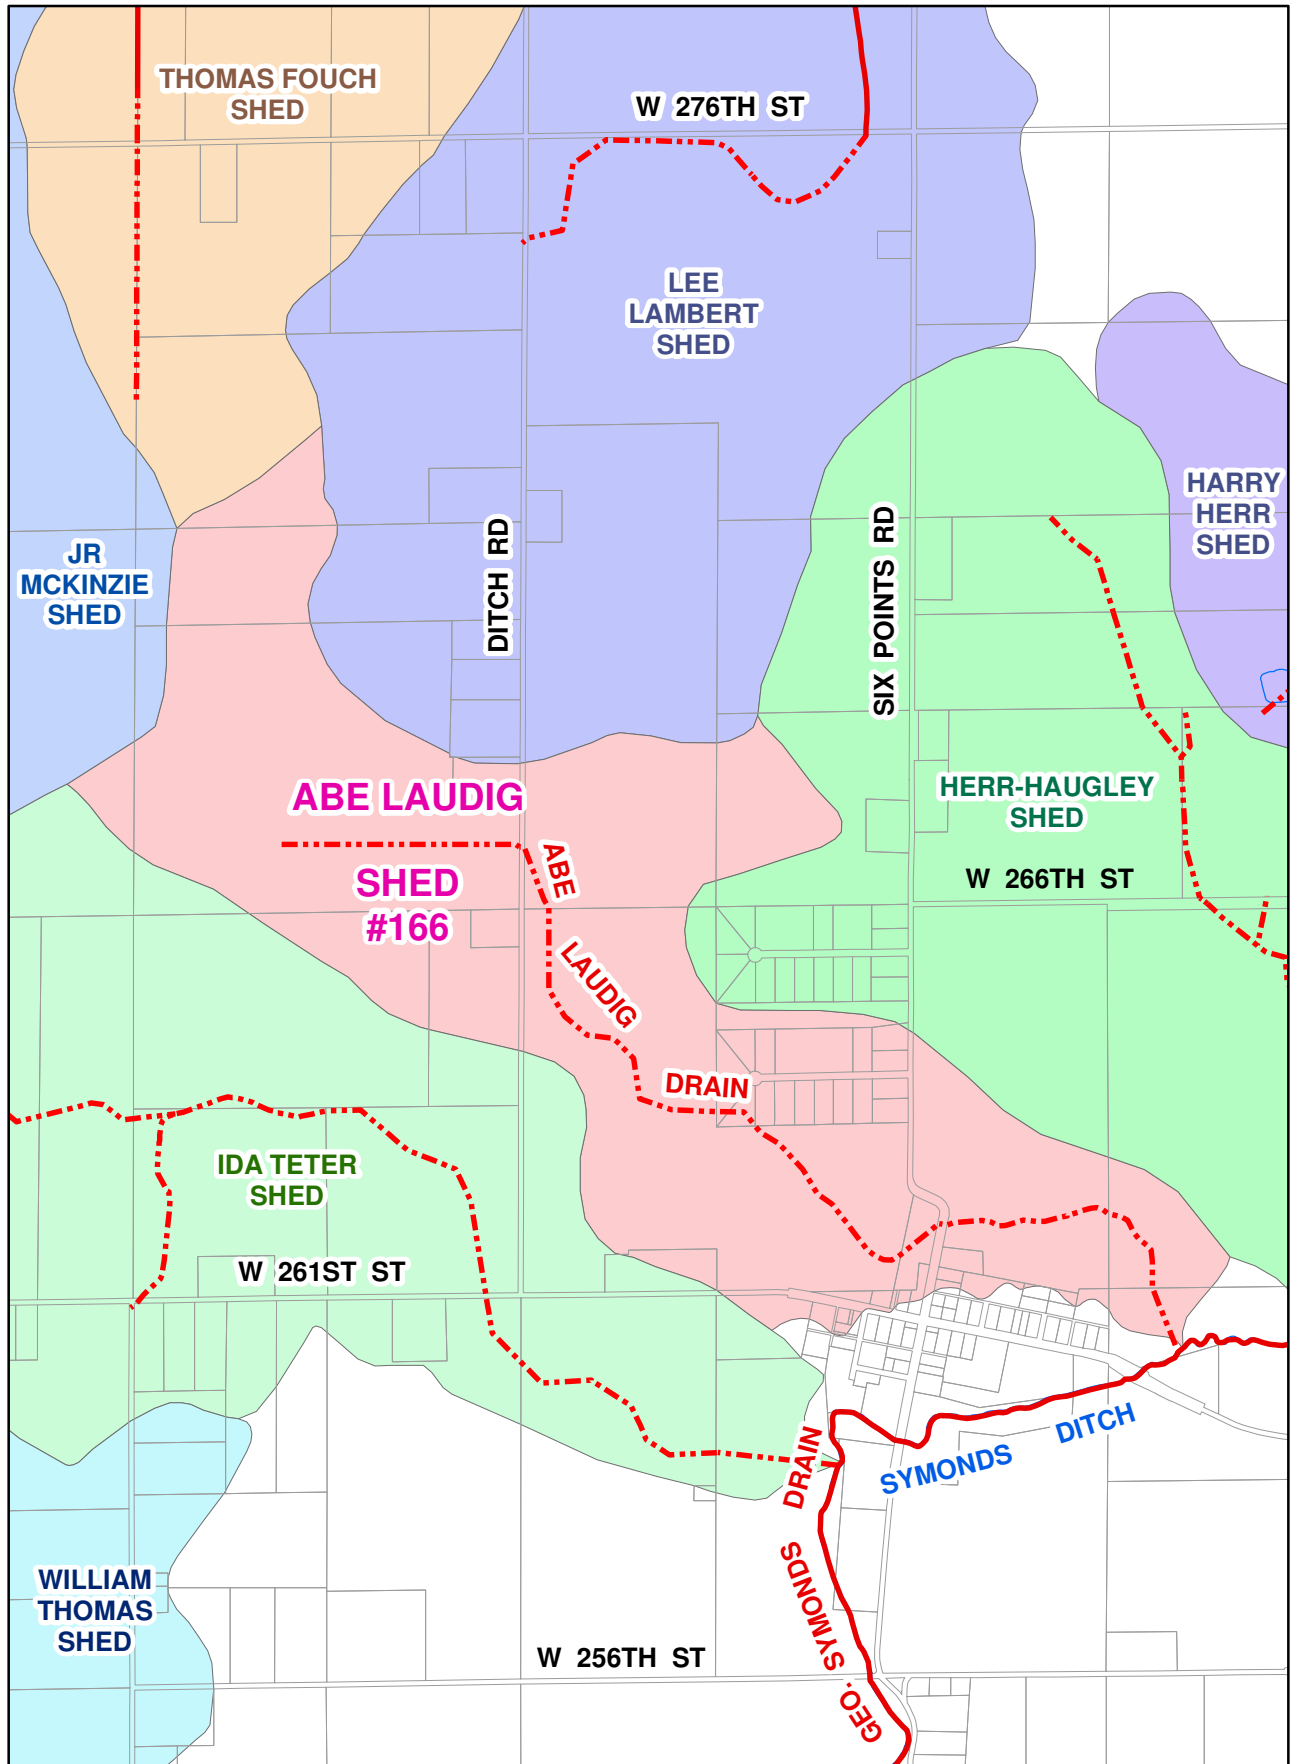 THOMAS FOUCH
SHED
W 276TH ST
LEE
LAMBERT
SHED
HARRY
HERR
SHED
JR
MCKINZIE
SHED
DITCH RD
SIX POINTS RD
ABE LAUDIG
SHED
#166
HERR-HAUGLEY
SHED
W 266TH ST
ABE
LAUDIG
DRAIN
IDA TETER
SHED
W 261ST ST
SYMONDS DITCH
GEO. SYMONDS DRAIN
WILLIAM
THOMAS
SHED
W 256TH ST